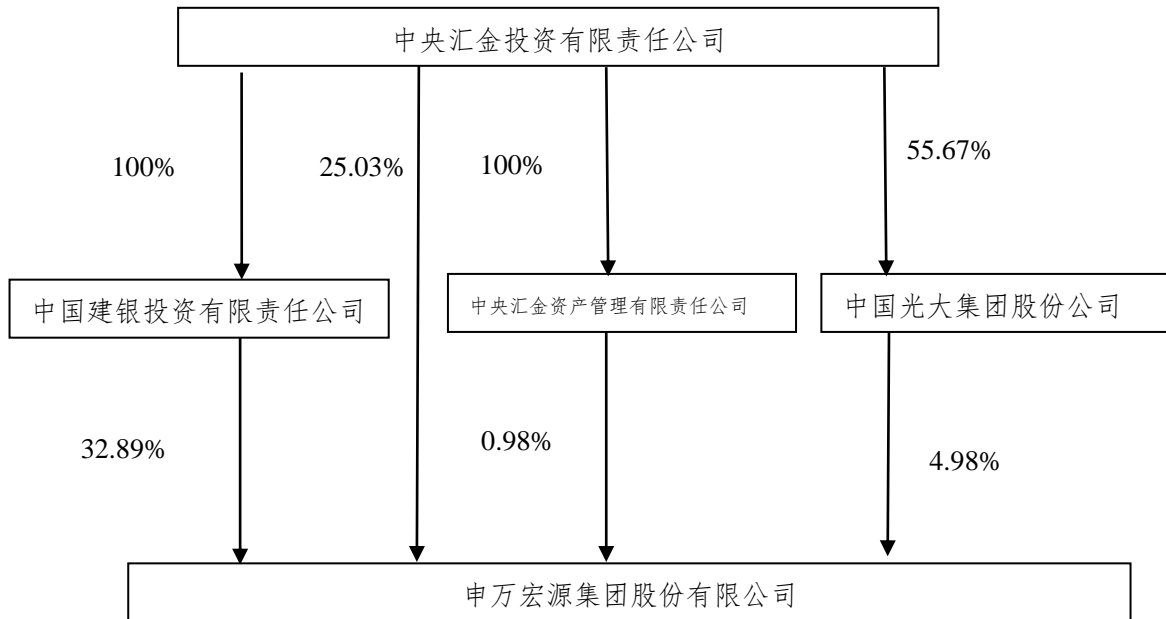 中央汇金投资有限责任公司
100%
25.03%
100%
55.67%
中国建银投资有限责任公司
中央汇金资产管理有限责任公司
中国光大集团股份公司
32.89%
0.98%
4.98%
申万宏源集团股份有限公司